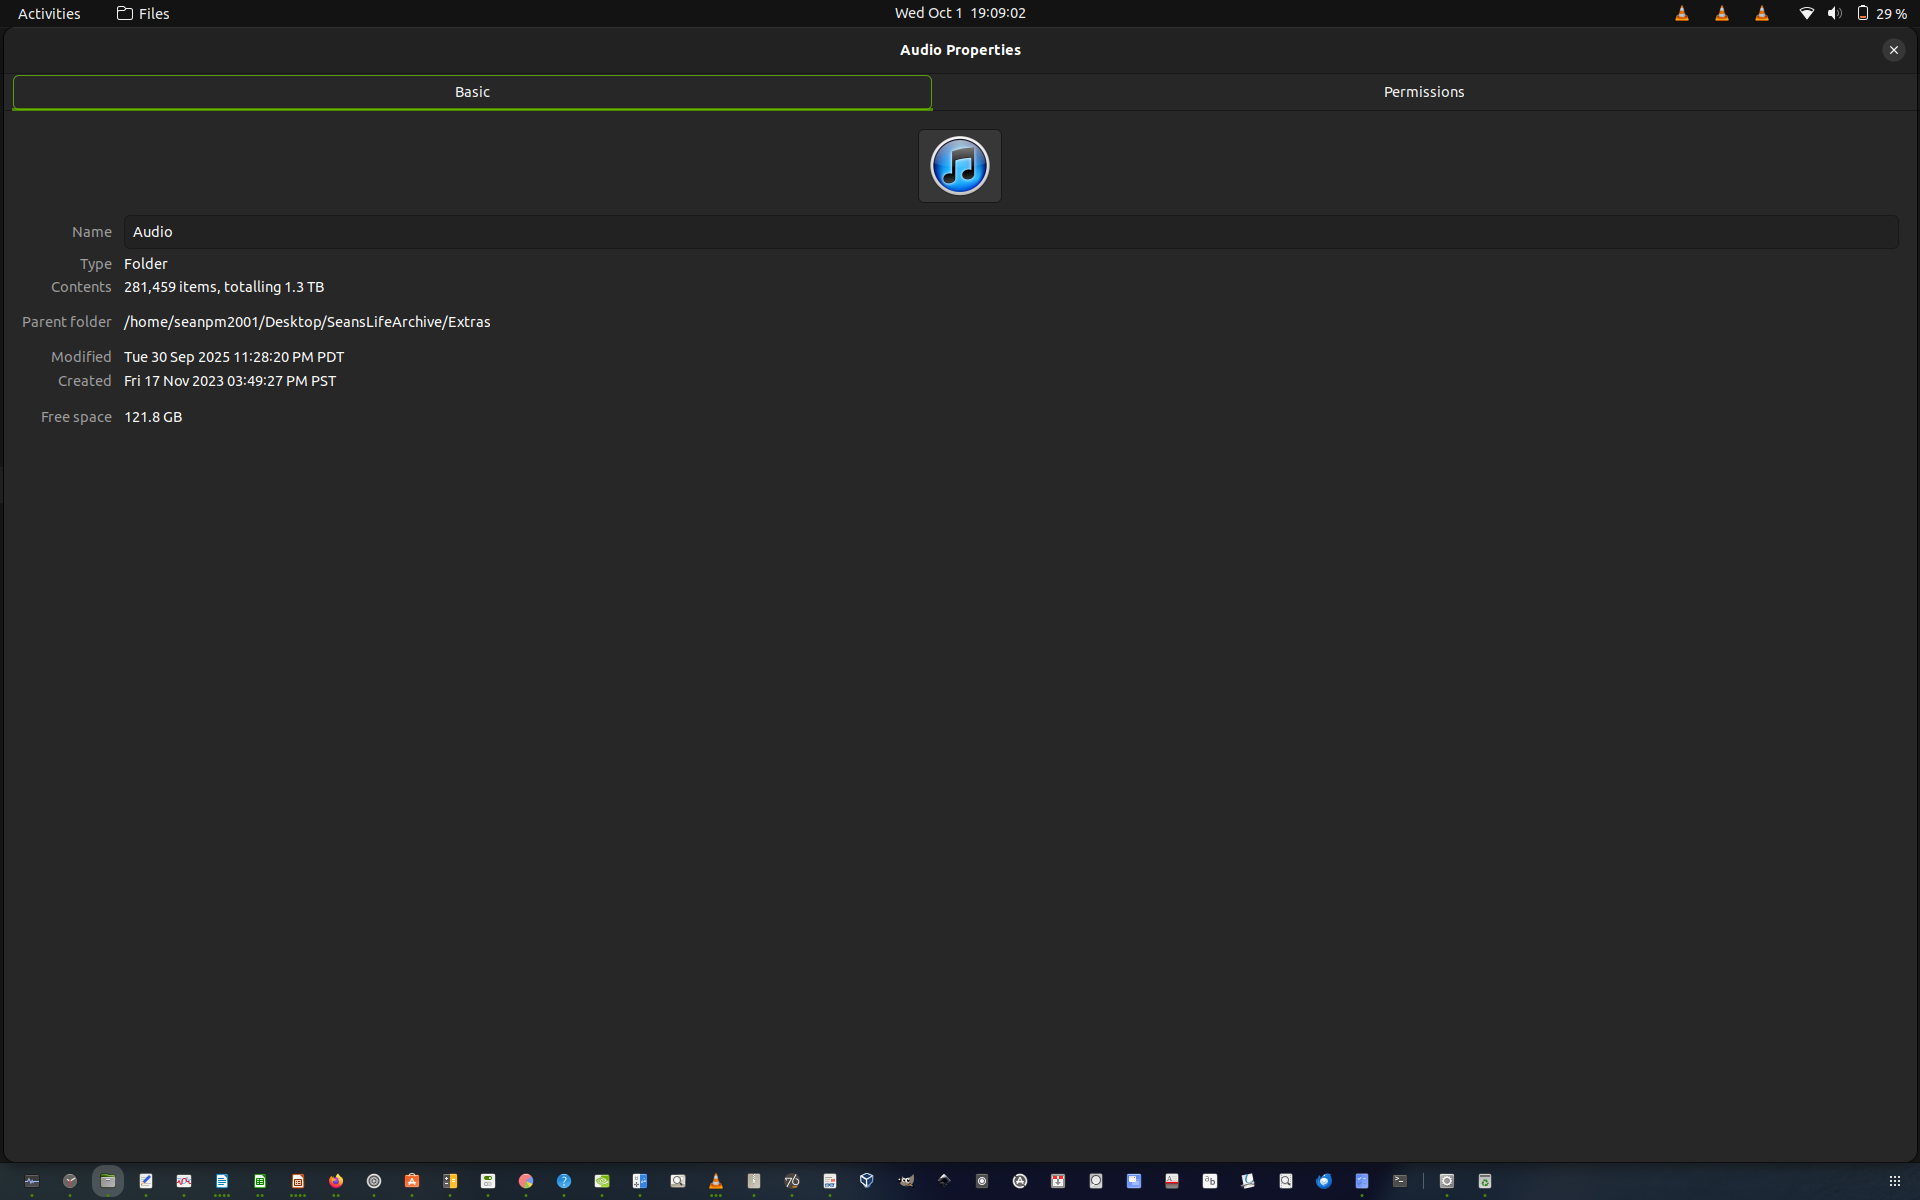 Activities Files Wed Oct 1 19:09:02 29 %
Audio Properties
Basic Permissions
Name Audio
Type Folder
Contents 281,459 items, totalling 1.3 TB
Parent folder /home/seanpm2001/Desktop/SeansLifeArchive/Extras
Modified Tue 30 Sep 2025 11:28:20 PM PDT
Created Fri 17 Nov 2023 03:49:27 PM PST
Free space 121.8 GB